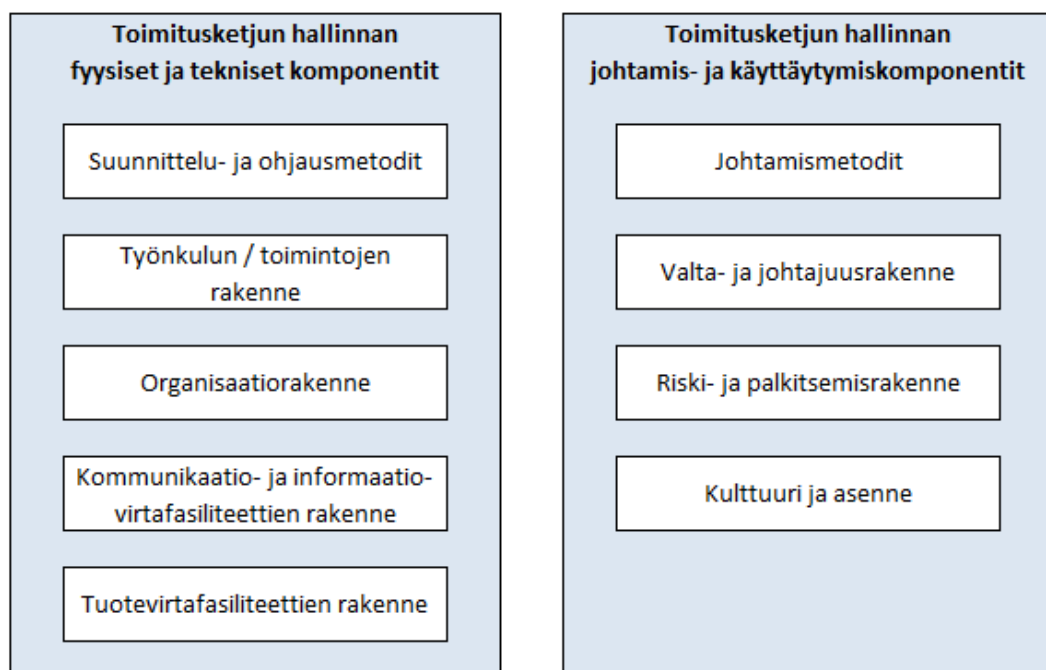 Toimitusketjun hallinnan
fyysiset ja tekniset komponentit
Suunnittelu- ja ohjausmetodit
Työnkulun / toimintojen
rakenne
Organisaatiorakenne
Kommunikaatio- ja informaatio-
virtafasiliteettien rakenne
Tuotevirtafasiliteettien rakenne
Toimitusketjun hallinnan
johtamis- ja käyttäytymiskomponentit
Johtamismetodit
Valta- ja johtajuusrakenne
Riski- ja palkitsemisrakenne
Kulttuuri ja asenne